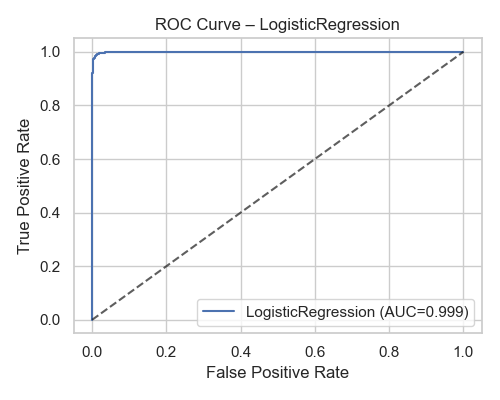 ROC Curve – LogisticRegression
1.0
0.8
0.6
0.4
0.2
0.0
True Positive Rate
LogisticRegression (AUC=0.999)
0.0 0.2 0.4 0.6 0.8 1.0
False Positive Rate